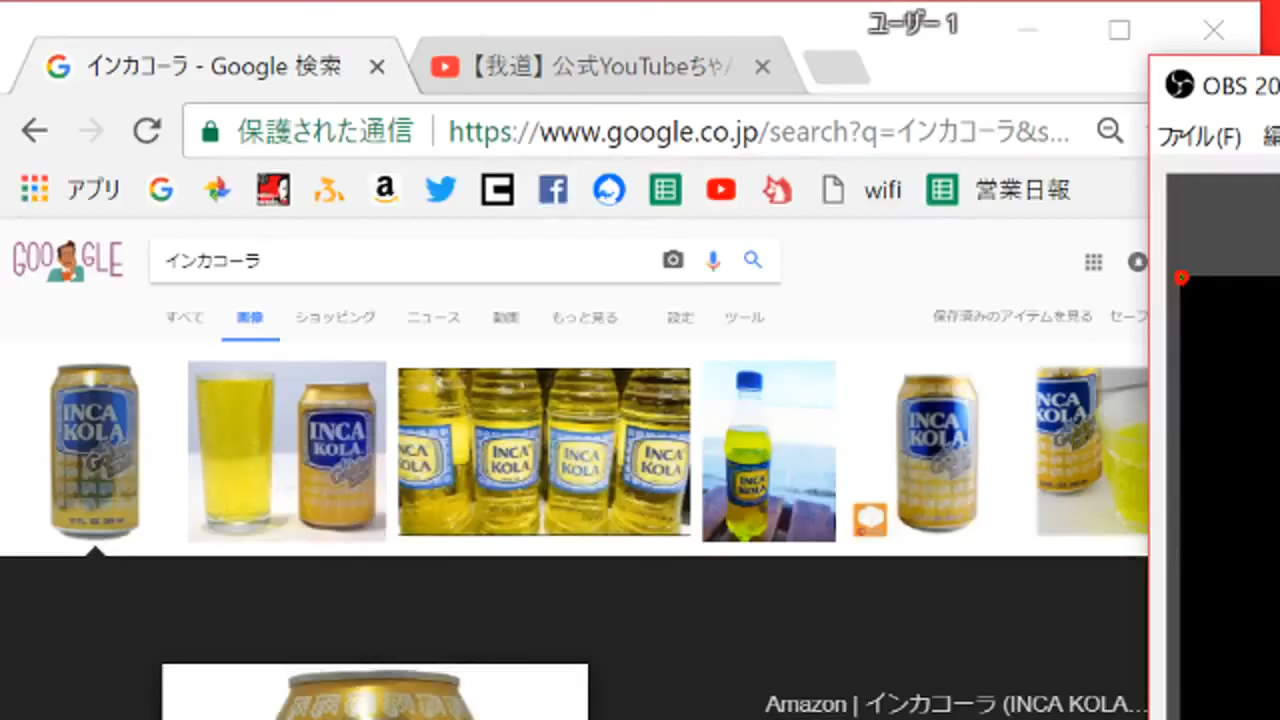 ユーザー 1
インカコーラ - Google 検索
【我道】公式YouTubeちゃん
OBS 20
保護された通信
https://www.google.co.jp/search?q=インカコーラ&s...
ファイル(F)
編
アプリ
wifi
営業日報
GOOGLE
インカコーラ
すべて
画像
ショッピング
ニュース
動画
もっと見る
設定
ツール
保存済みのアイテムを見る
セーフ
INCA KOLA
INCA KOLA
INCA KOLA
INCA KOLA
INCA KOLA
INCA KOLA
INCA KOLA
INCA KOLA
Amazon | インカコーラ (INCA KOLA...